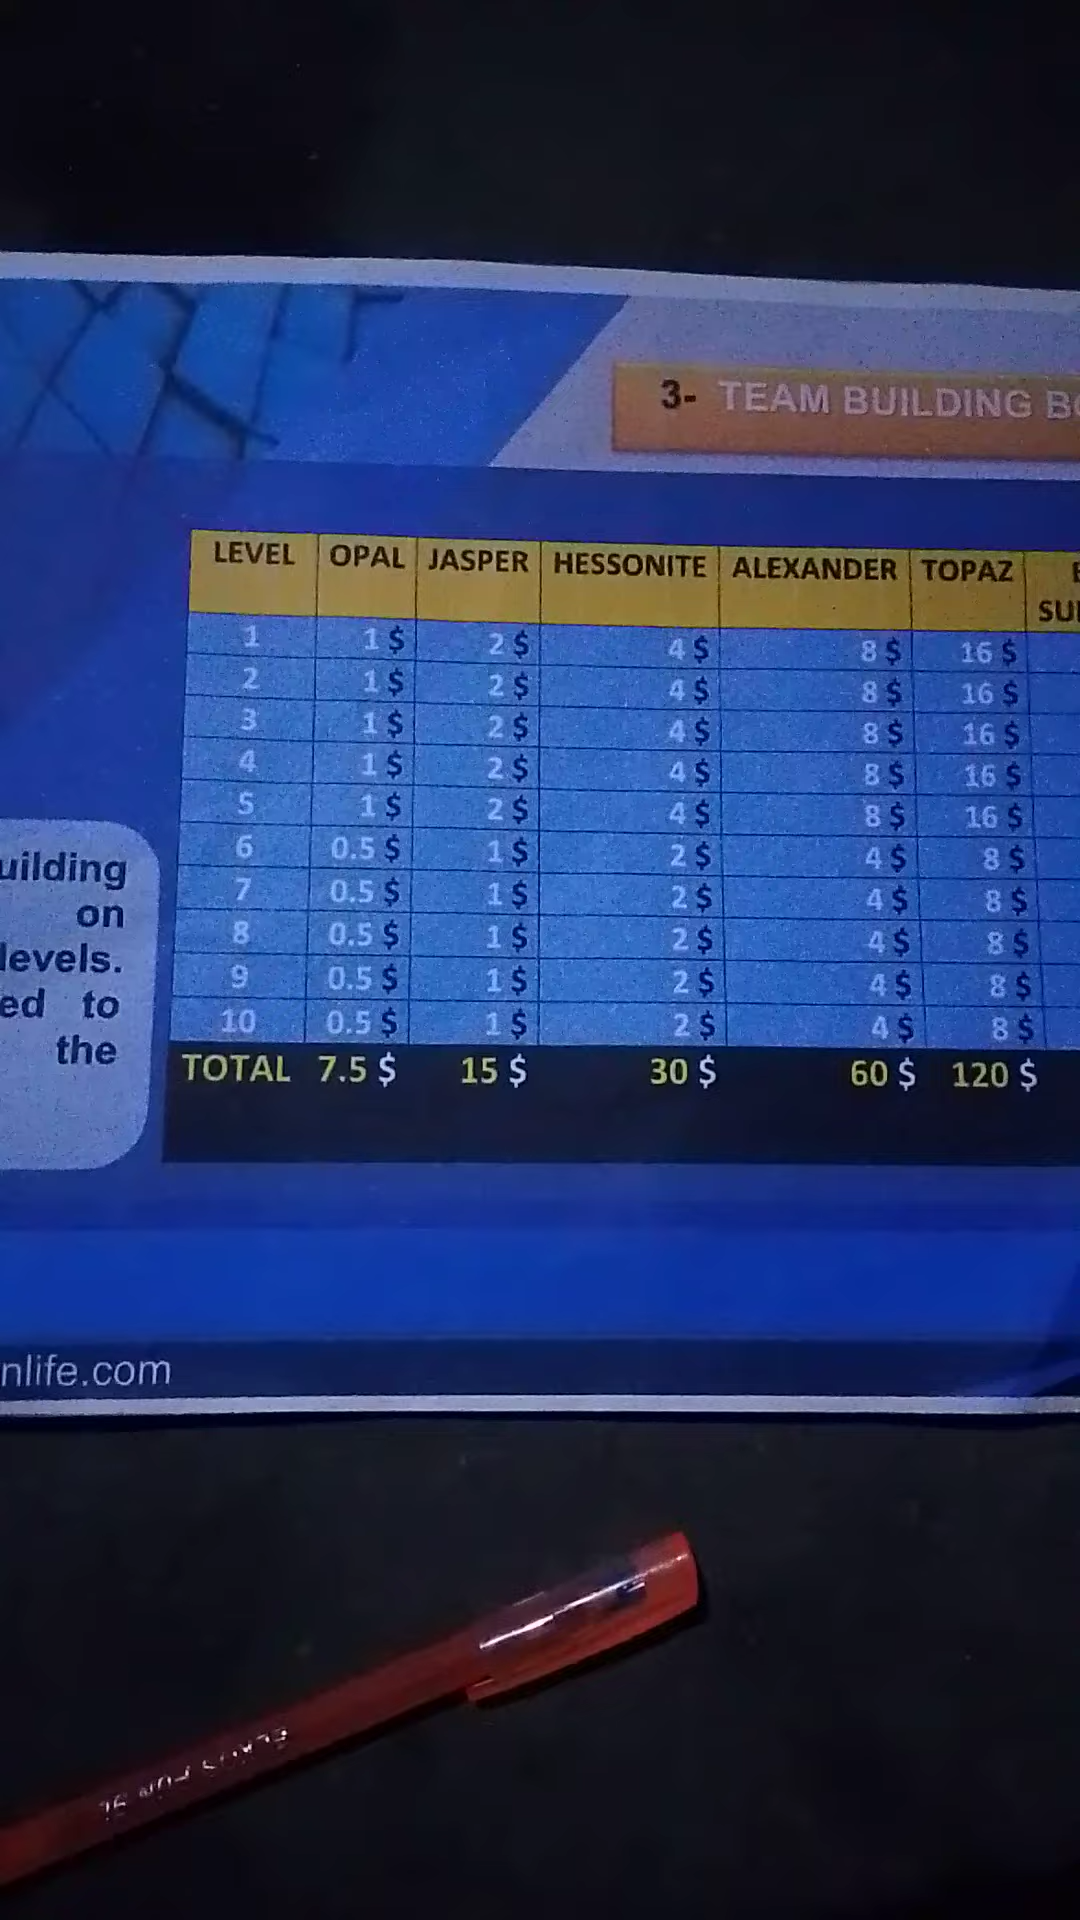 3- TEAM BUILDING
LEVEL OPAL JASPER HESSONITE ALEXANDER TOPAZ
1 1 $ 2 $ 4 $ 8 $ 16 $
2 1 $ 2 $ 4 $ 8 $ 16 $
3 1 $ 2 $ 4 $ 8 $ 16 $
4 1 $ 2 $ 4 $ 8 $ 16 $
5 1 $ 2 $ 4 $ 8 $ 16 $
6 0.5 $ 1 $ 2 $ 4 $ 8 $
7 0.5 $ 1 $ 2 $ 4 $ 8 $
8 0.5 $ 1 $ 2 $ 4 $ 8 $
9 0.5 $ 1 $ 2 $ 4 $ 8 $
10 0.5 $ 1 $ 2 $ 4 $ 8 $
TOTAL 7.5 $ 15 $ 30 $ 60 $ 120 $
uilding
on
levels.
ed to
the
nlife.com